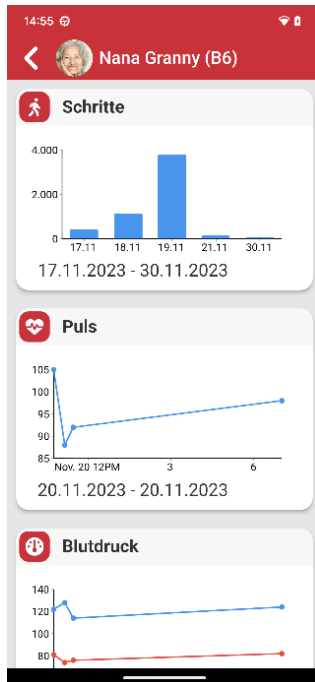 14:55
Nana Granny (B6)
Schritte
4.000
2.000
0
17.11 18.11 19.11 21.11 30.11
17.11.2023 - 30.11.2023
Puls
105
100
95
90
85
Nov. 20 12PM 3 6
20.11.2023 - 20.11.2023
Blutdruck
140
120
100
80